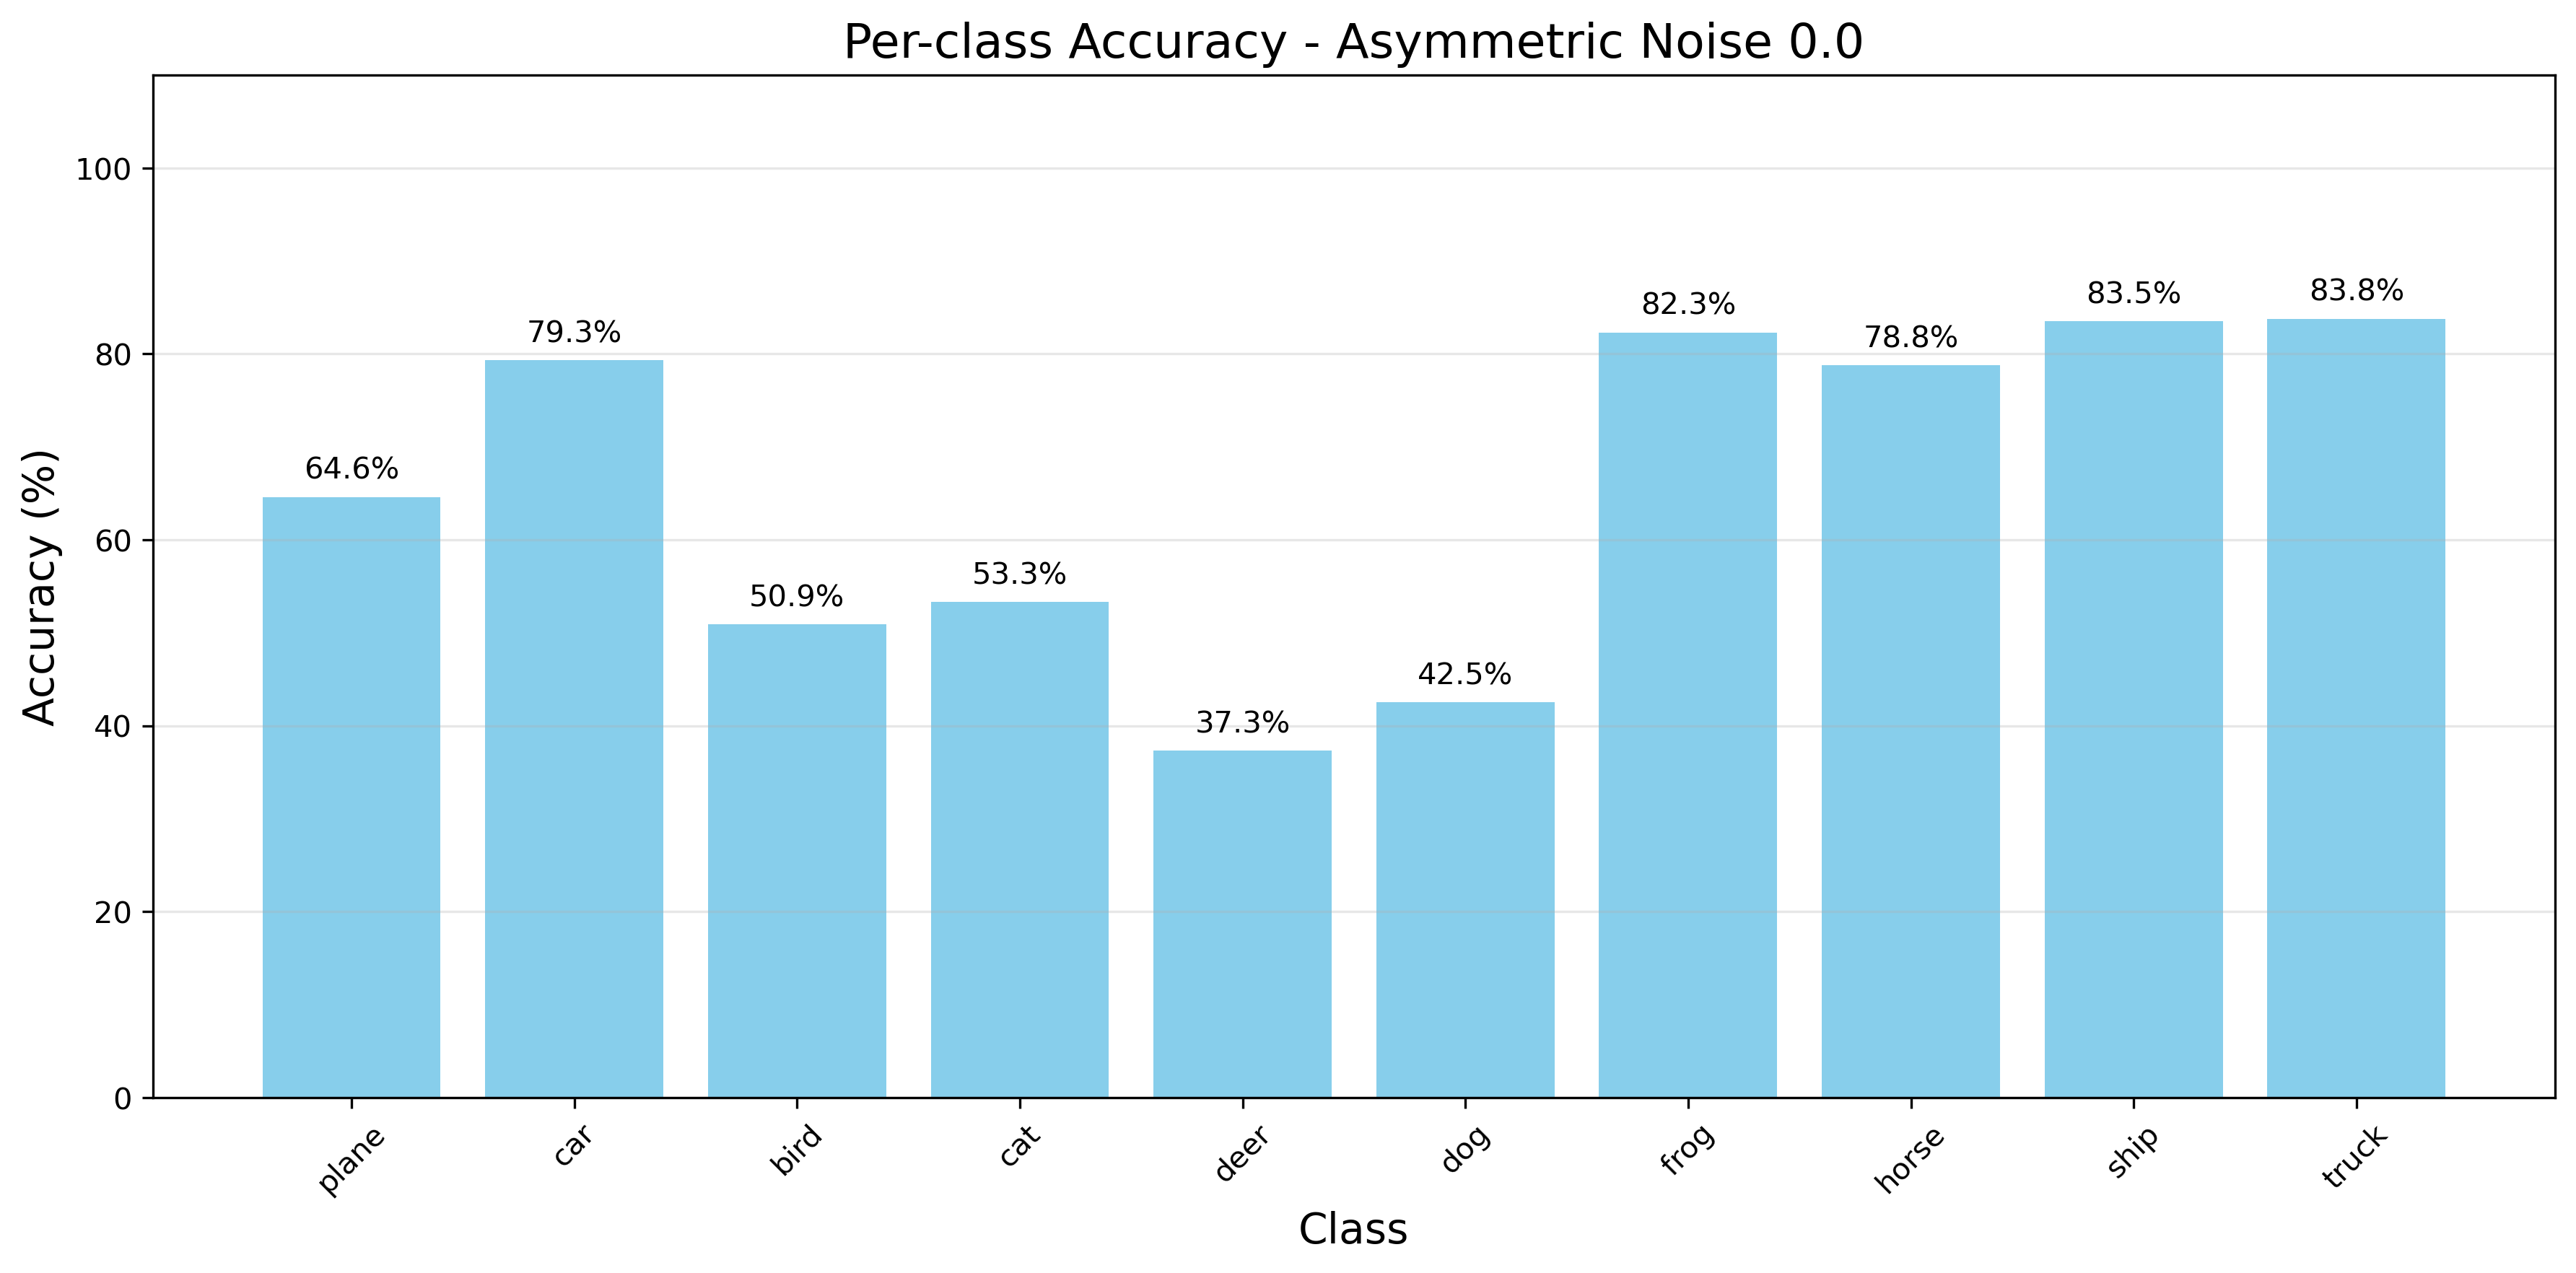 Per-class Accuracy - Asymmetric Noise 0.0
Accuracy (%)
100
80
60
40
20
0
64.6%
79.3%
50.9%
53.3%
37.3%
42.5%
82.3%
78.8%
83.5%
83.8%
plane
car
bird
cat
deer
dog
frog
horse
ship
truck
Class